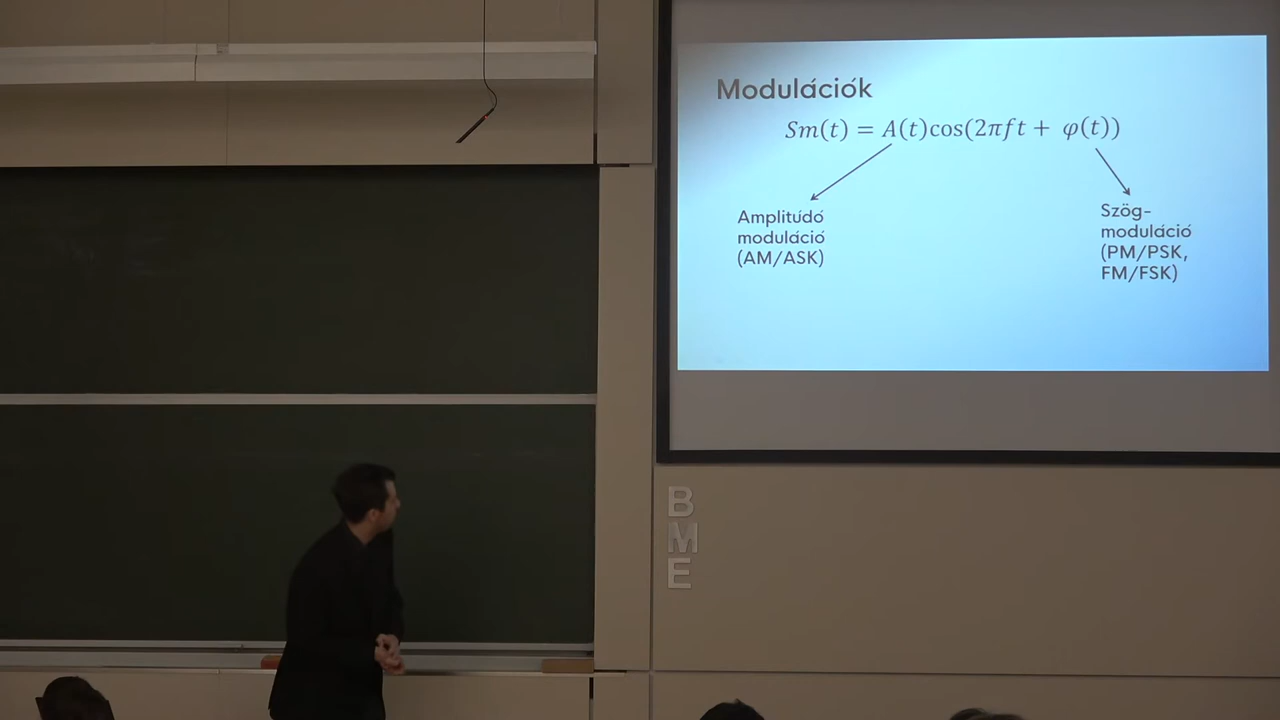 Modulációk
Sm(t) = A(t)cos(2πft + φ(t))
Amplitúdó
moduláció
(AM/ASK)
Szög-
moduláció
(PM/PSK,
FM/FSK)
B
M
E